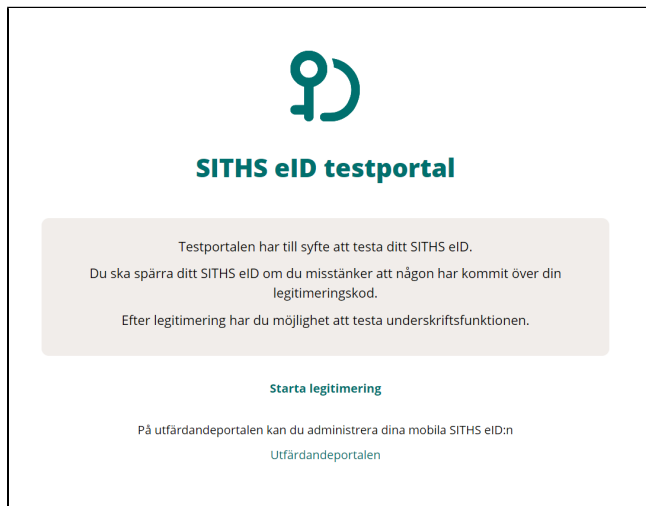 SITHS eID testportal
Testportalen har till syfte att testa ditt SITHS eID.
Du ska spärra ditt SITHS eID om du misstänker att någon har kommit över din
legitimeringskod.
Efter legitimering har du möjlighet att testa underskriftsfunktionen.
Starta legitimering
På utfärdandeportalen kan du administrera dina mobila SITHS eID:n
Utfärdandeportalen